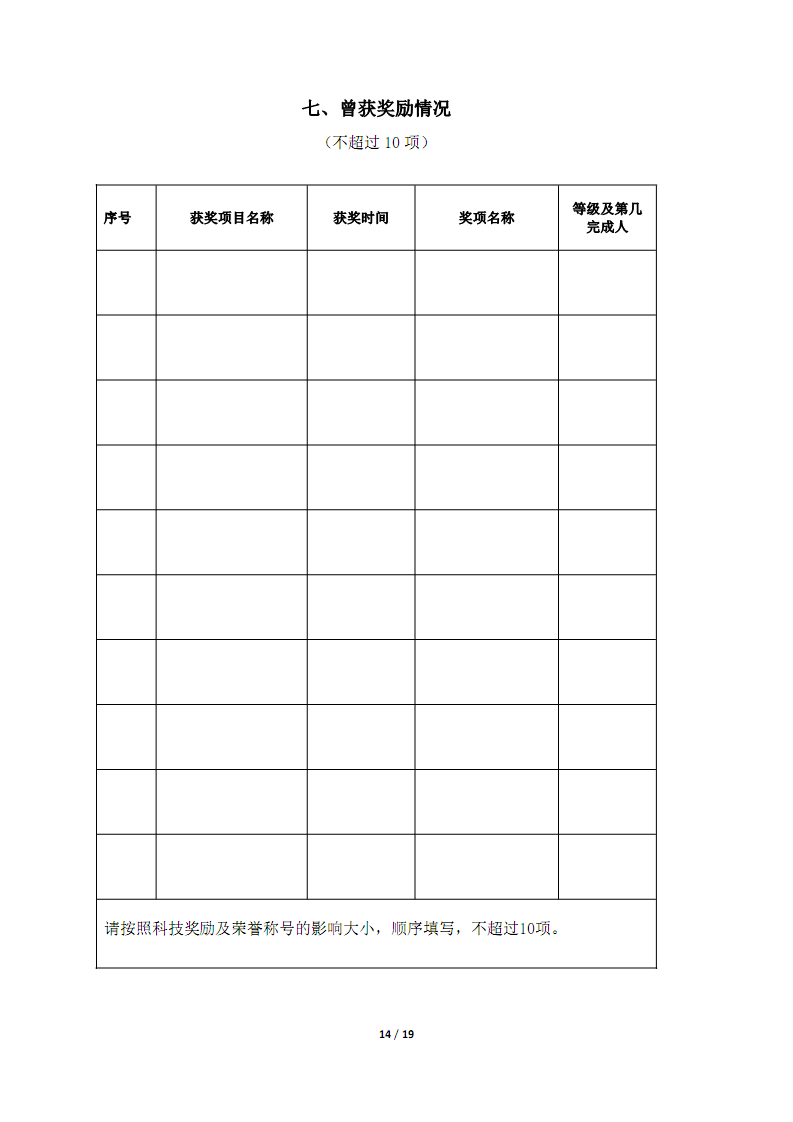 七、曾获奖励情况
（不超过 10 项）
序号 获奖项目名称 获奖时间 奖项名称 等级及第几
完成人
请按照科技奖励及荣誉称号的影响大小，顺序填写，不超过10项。
14 / 19